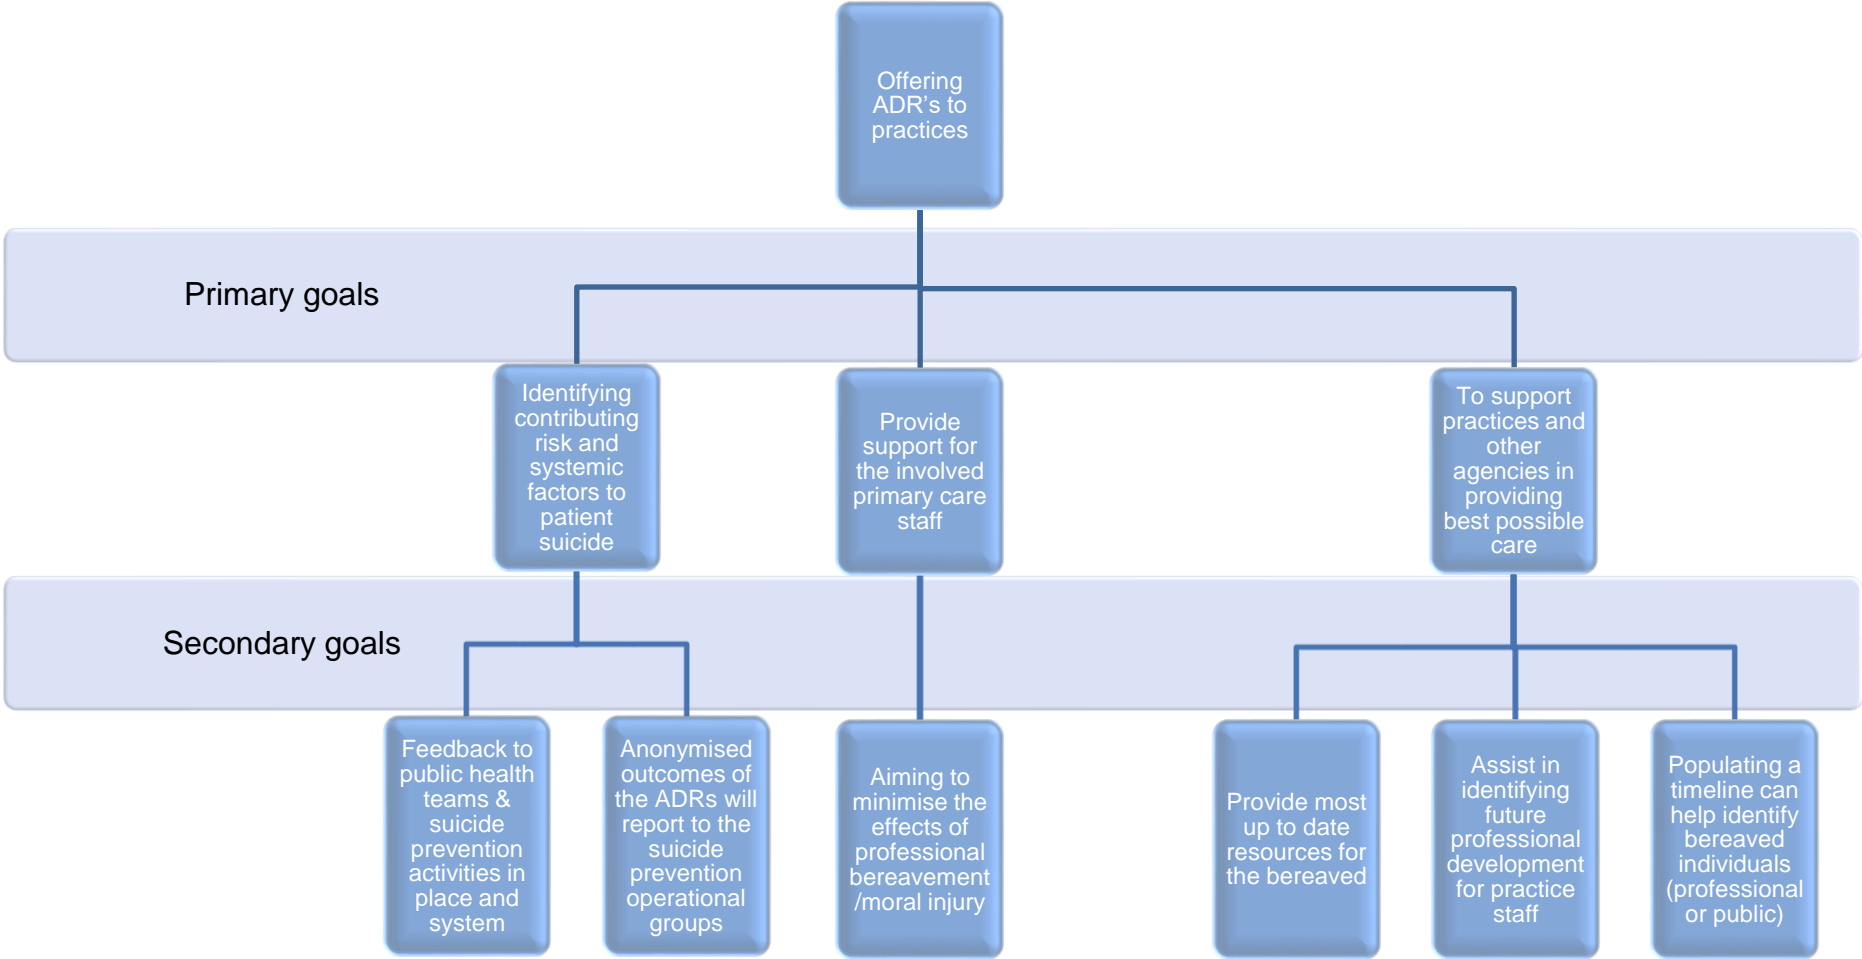 Offering
ADR's to
practices
Primary goals
Identifying
contributing
risk and
systemic
factors to
patient
suicide
Provide
support for
the involved
primary care
staff
To support
practices and
other
agencies in
providing
best possible
care
Secondary goals
Feedback to
public health
teams &
suicide
prevention
activities in
place and
system
Anonymised
outcomes of
the ADRs will
report to the
suicide
prevention
operational
groups
Aiming to
minimise the
effects of
professional
bereavement
/moral injury
Provide most
up to date
resources for
the bereaved
Assist in
identifying
future
professional
development
for practice
staff
Populating a
timeline can
help identify
bereaved
individuals
(professional
or public)